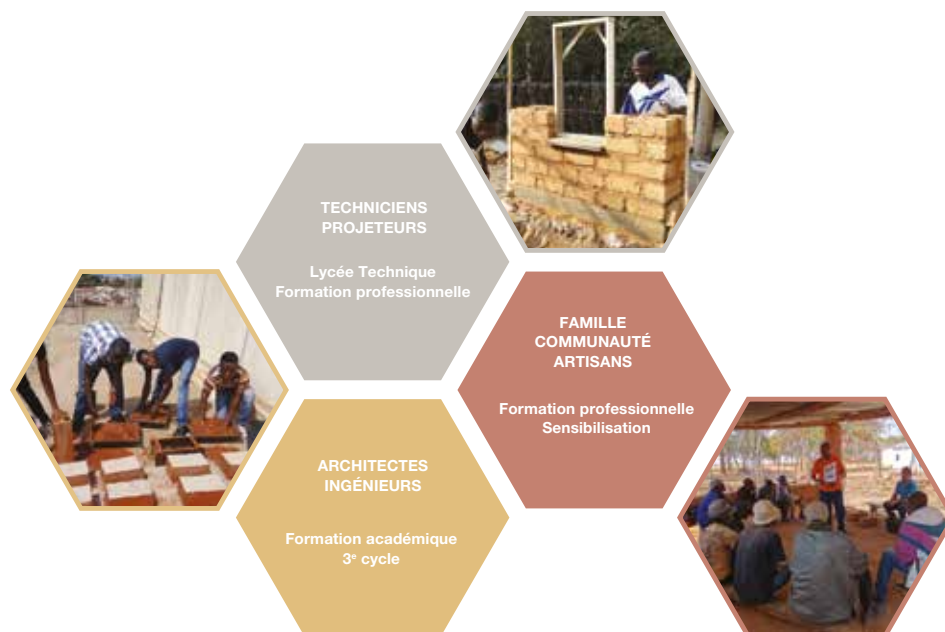 TECHNICIENS
PROJETEURS
Lycée Technique
Formation professionnelle
FAMILLE
COMMUNAUTÉ
ARTISANS
Formation professionnelle
Sensibilisation
ARCHITECTES
INGÉNIEURS
Formation académique
3e cycle